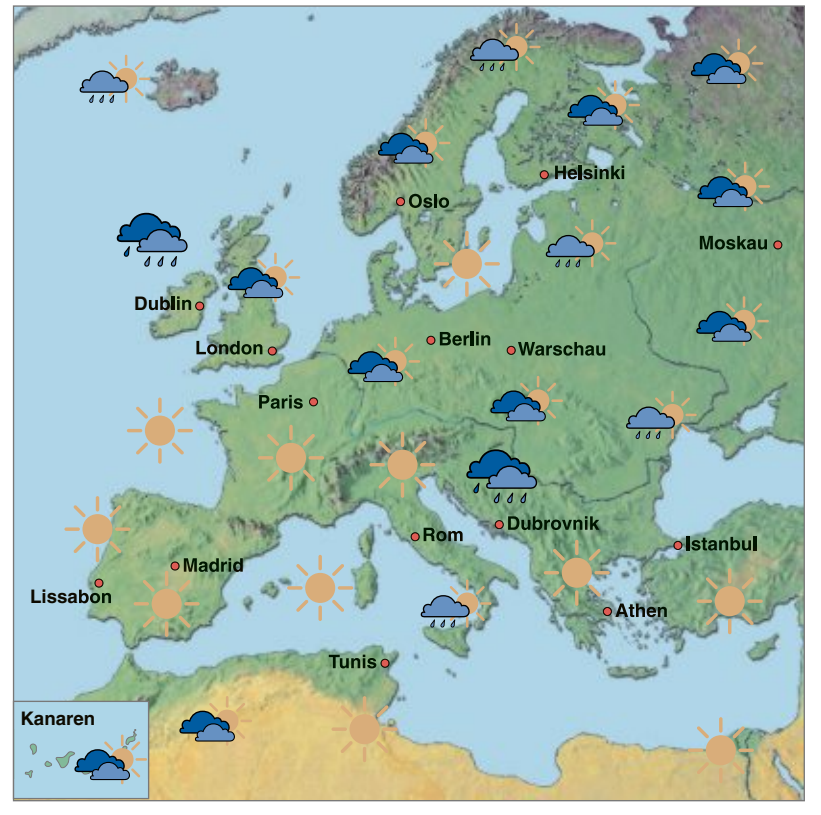 Helsinki
Oslo
Moskau
Dublin
Berlin
London
Warschau
Paris
Dubrovnik
Rom
Istanbul
Madrid
Lissabon
Athen
Tunis
Kanaren